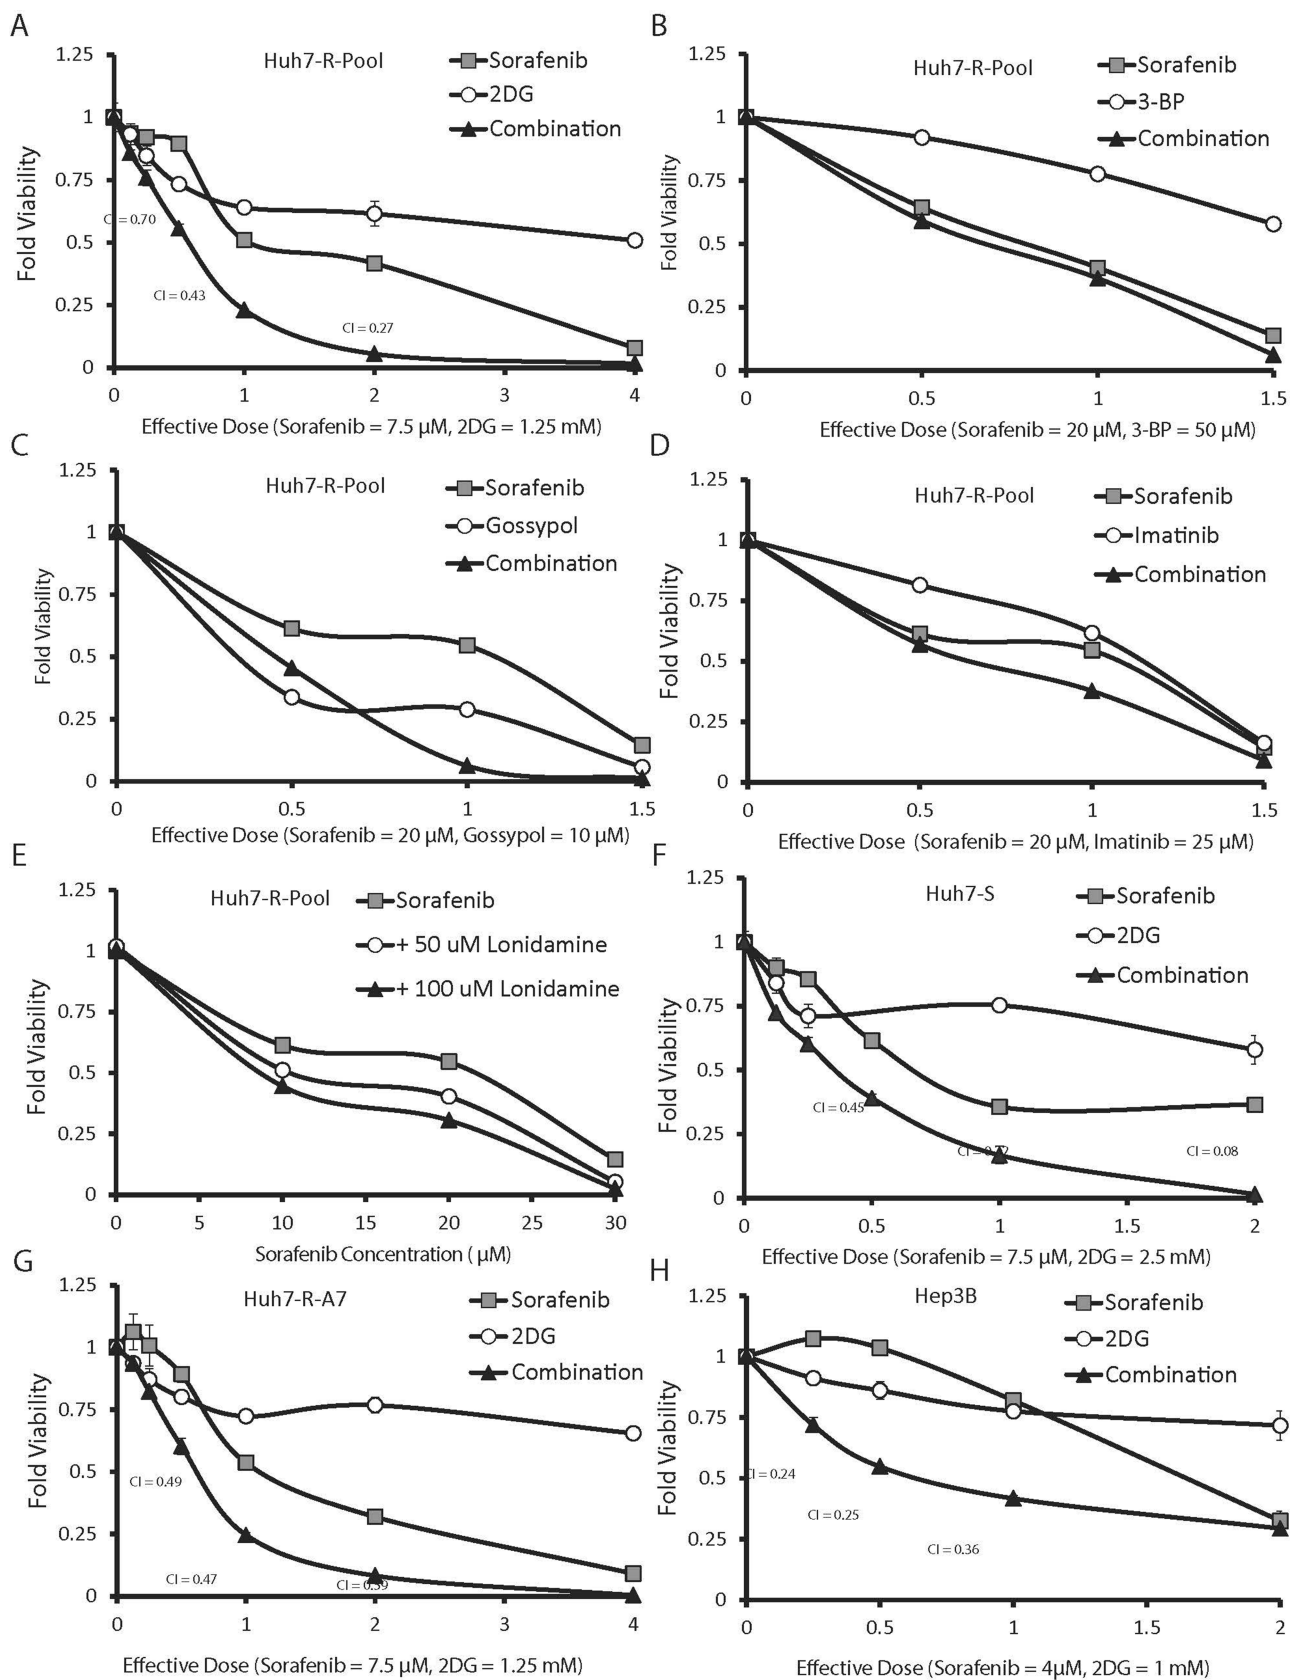 A
Huh7-R-Pool
Sorafenib
2DG
Combination
Fold Viability
1.25
1
0.75
0.5
0.25
0
CI = 0.70
CI = 0.43
CI = 0.27
0 1 2 3 4
Effective Dose (Sorafenib = 7.5 µM, 2DG = 1.25 mM)
B
Huh7-R-Pool
Sorafenib
3-BP
Combination
Fold Viability
1.25
1
0.75
0.5
0.25
0
0 0.5 1 1.5
Effective Dose (Sorafenib = 20 µM, 3-BP = 50 µM)
C
Huh7-R-Pool
Sorafenib
Gossypol
Combination
Fold Viability
1.25
1
0.75
0.5
0.25
0
0 0.5 1 1.5
Effective Dose (Sorafenib = 20 µM, Gossypol = 10 µM)
D
Huh7-R-Pool
Sorafenib
Imatinib
Combination
Fold Viability
1.25
1
0.75
0.5
0.25
0
0 0.5 1 1.5
Effective Dose (Sorafenib = 20 µM, Imatinib = 25 µM)
E
Huh7-R-Pool
Sorafenib
+ 50 uM Lonidamine
+ 100 uM Lonidamine
Fold Viability
1.25
1
0.75
0.5
0.25
0
0 5 10 15 20 25 30
Sorafenib Concentration ( µM)
F
Huh7-S
Sorafenib
2DG
Combination
Fold Viability
1.25
1
0.75
0.5
0.25
0
CI = 0.45
CI =
CI = 0.08
0 0.5 1 1.5 2
Effective Dose (Sorafenib = 7.5 µM, 2DG = 2.5 mM)
G
Huh7-R-A7
Sorafenib
2DG
Combination
Fold Viability
1.25
1
0.75
0.5
0.25
0
CI = 0.49
CI = 0.47
CI = 0.39
0 1 2 3 4
Effective Dose (Sorafenib = 7.5 µM, 2DG = 1.25 mM)
H
Hep3B
Sorafenib
2DG
Combination
Fold Viability
1.25
1
0.75
0.5
0.25
0
CI = 0.24
CI = 0.25
CI = 0.36
0 0.5 1 1.5 2
Effective Dose (Sorafenib = 4µM, 2DG = 1 mM)